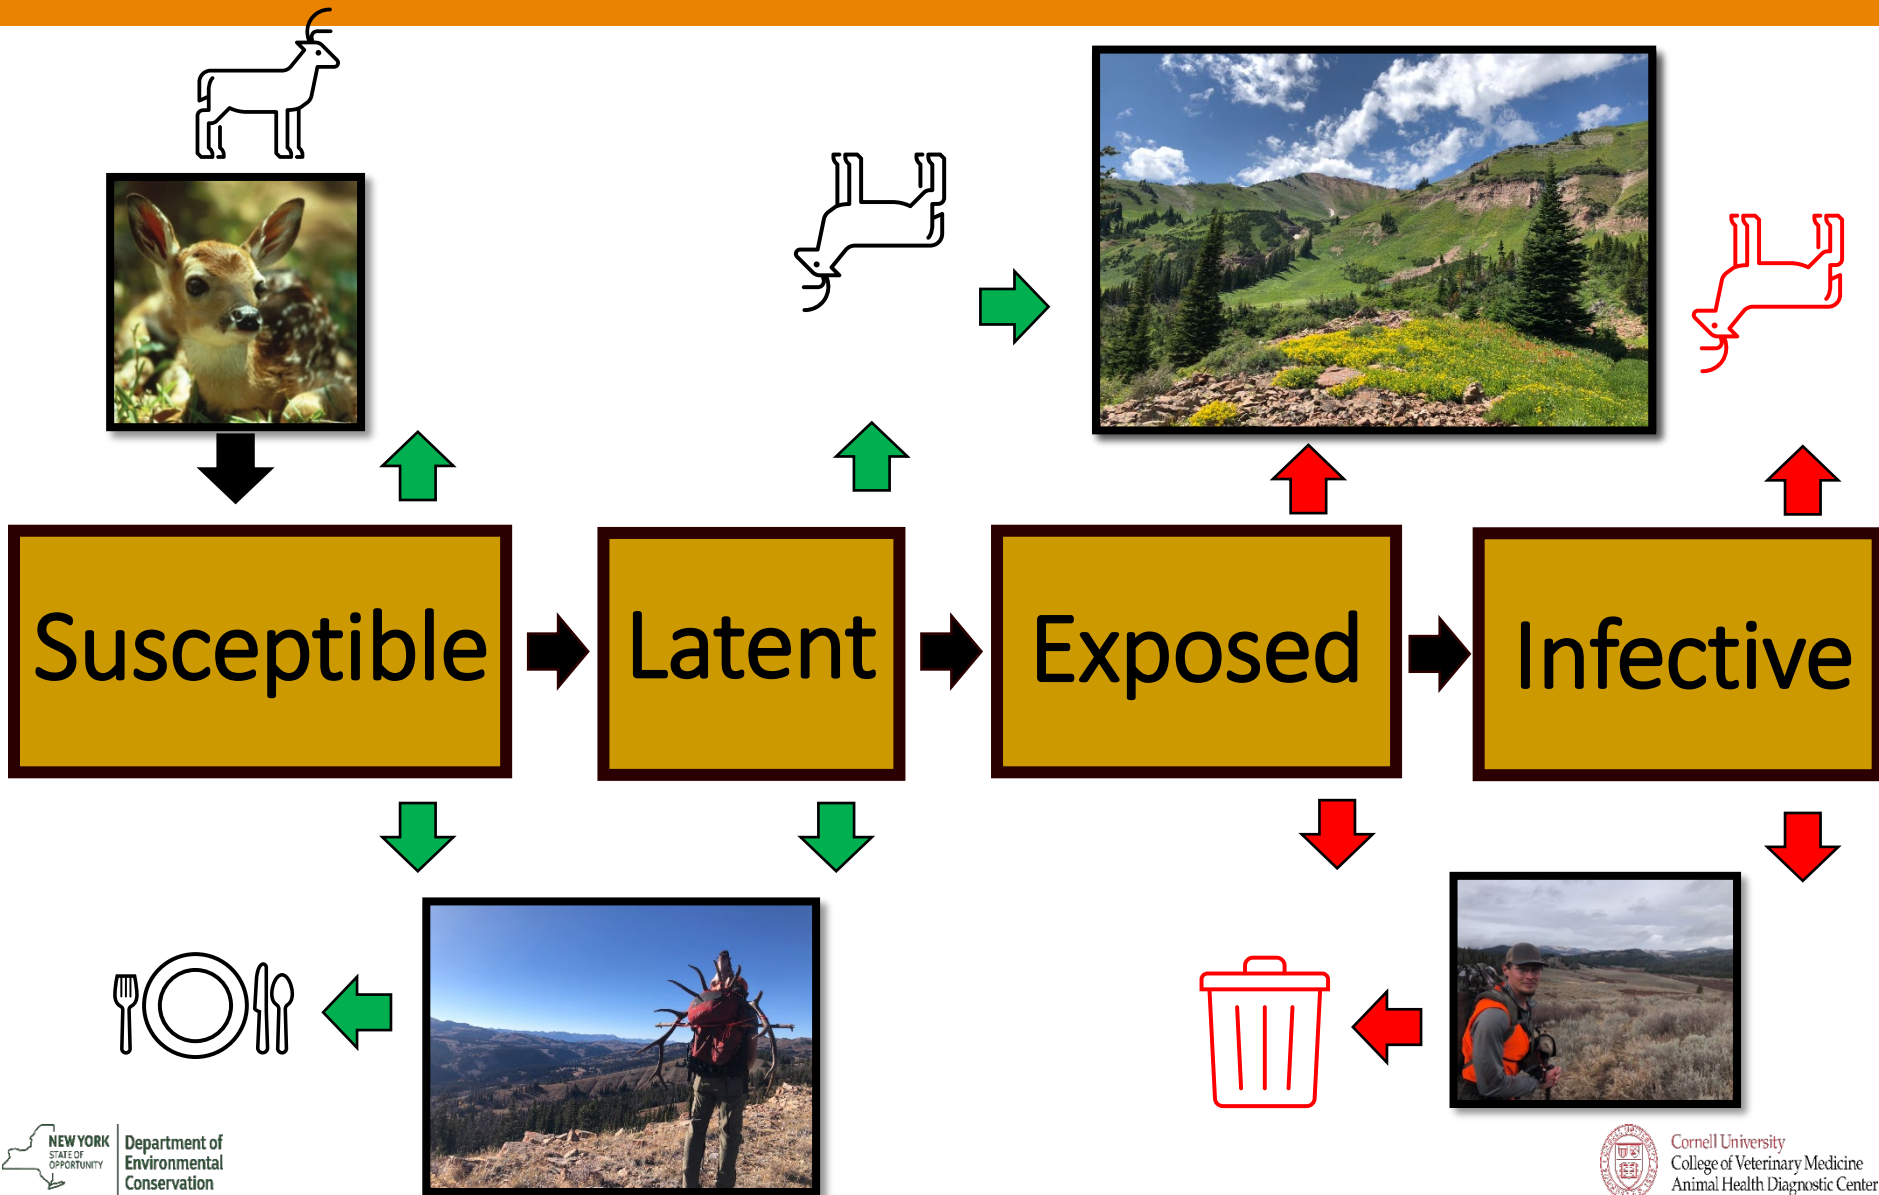 Susceptible
Latent
Exposed
Infective
NEW YORK
STATE OF
OPPORTUNITY
Department of
Environmental
Conservation
Cornell University
College of Veterinary Medicine
Animal Health Diagnostic Center